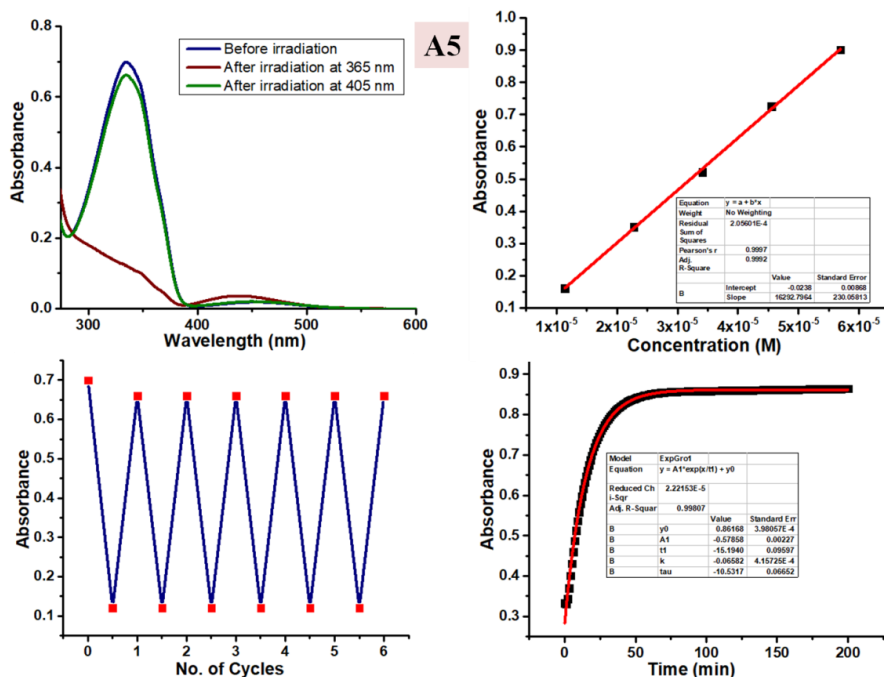 A5
Before irradiation
After irradiation at 365 nm
After irradiation at 405 nm
Absorbance
0.8
0.6
0.4
0.2
0.0
300 400 500 600
Wavelength (nm)
Absorbance
1.0
0.9
0.8
0.7
0.6
0.5
0.4
0.3
0.2
0.1
1x10⁻⁵ 2x10⁻⁵ 3x10⁻⁵ 4x10⁻⁵ 5x10⁻⁵ 6x10⁻⁵
Concentration (M)
Equation y = a + b*x
Weight No Weighting
Residual
Sum of
Squares
2.05601E-4
Pearson's r 0.9997
Adj.
R-Square
0.9992
Value Standard Error
B
Intercept -0.0238 0.00868
Slope 16292.7964 230.05813
Absorbance
0.7
0.6
0.5
0.4
0.3
0.2
0.1
0 1 2 3 4 5 6
No. of Cycles
Absorbance
0.9
0.8
0.7
0.6
0.5
0.4
0.3
0 50 100 150 200
Time (min)
Model ExpGro1
Equation y = A1*exp(x/t1) + y0
Reduced Ch
i-Sqr
2.22153E-5
Adj. R-Squar 0.99807
Value Standard Err
B y0 0.86168 3.98057E-4
B A1 -0.57858 0.00227
B t1 -15.1940 0.09597
B k -0.06582 4.15725E-4
B tau -10.5317 0.06652